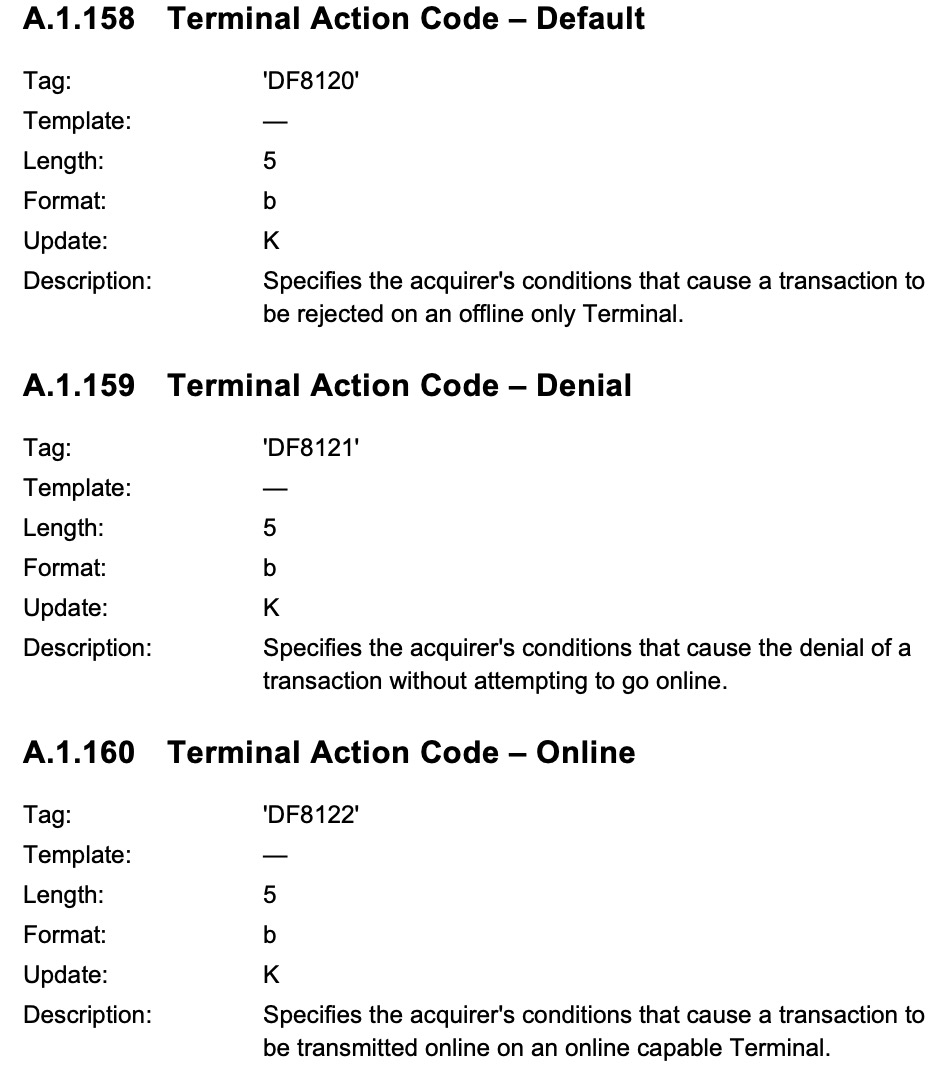 A.1.158 Terminal Action Code – Default
Tag: 'DF8120'
Template: —
Length: 5
Format: b
Update: K
Description: Specifies the acquirer's conditions that cause a transaction to
be rejected on an offline only Terminal.
A.1.159 Terminal Action Code – Denial
Tag: 'DF8121'
Template: —
Length: 5
Format: b
Update: K
Description: Specifies the acquirer's conditions that cause the denial of a
transaction without attempting to go online.
A.1.160 Terminal Action Code – Online
Tag: 'DF8122'
Template: —
Length: 5
Format: b
Update: K
Description: Specifies the acquirer's conditions that cause a transaction to
be transmitted online on an online capable Terminal.